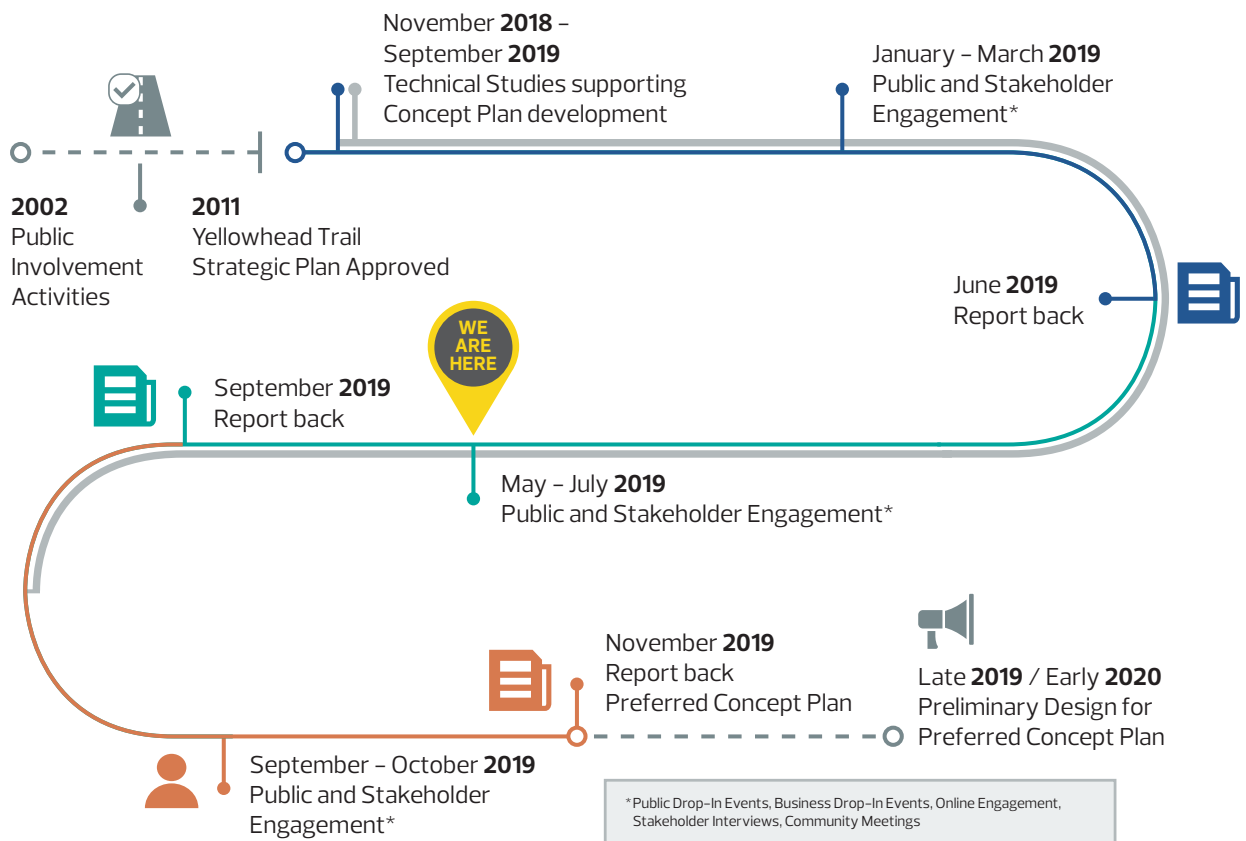 2002
Public
Involvement
Activities
2011
Yellowhead Trail
Strategic Plan Approved
November 2018 –
September 2019
Technical Studies supporting
Concept Plan development
January – March 2019
Public and Stakeholder
Engagement*
June 2019
Report back
WE
ARE
HERE
May – July 2019
Public and Stakeholder Engagement*
September 2019
Report back
September – October 2019
Public and Stakeholder
Engagement*
November 2019
Report back
Preferred Concept Plan
Late 2019 / Early 2020
Preliminary Design for
Preferred Concept Plan
*Public Drop-In Events, Business Drop-In Events, Online Engagement,
Stakeholder Interviews, Community Meetings